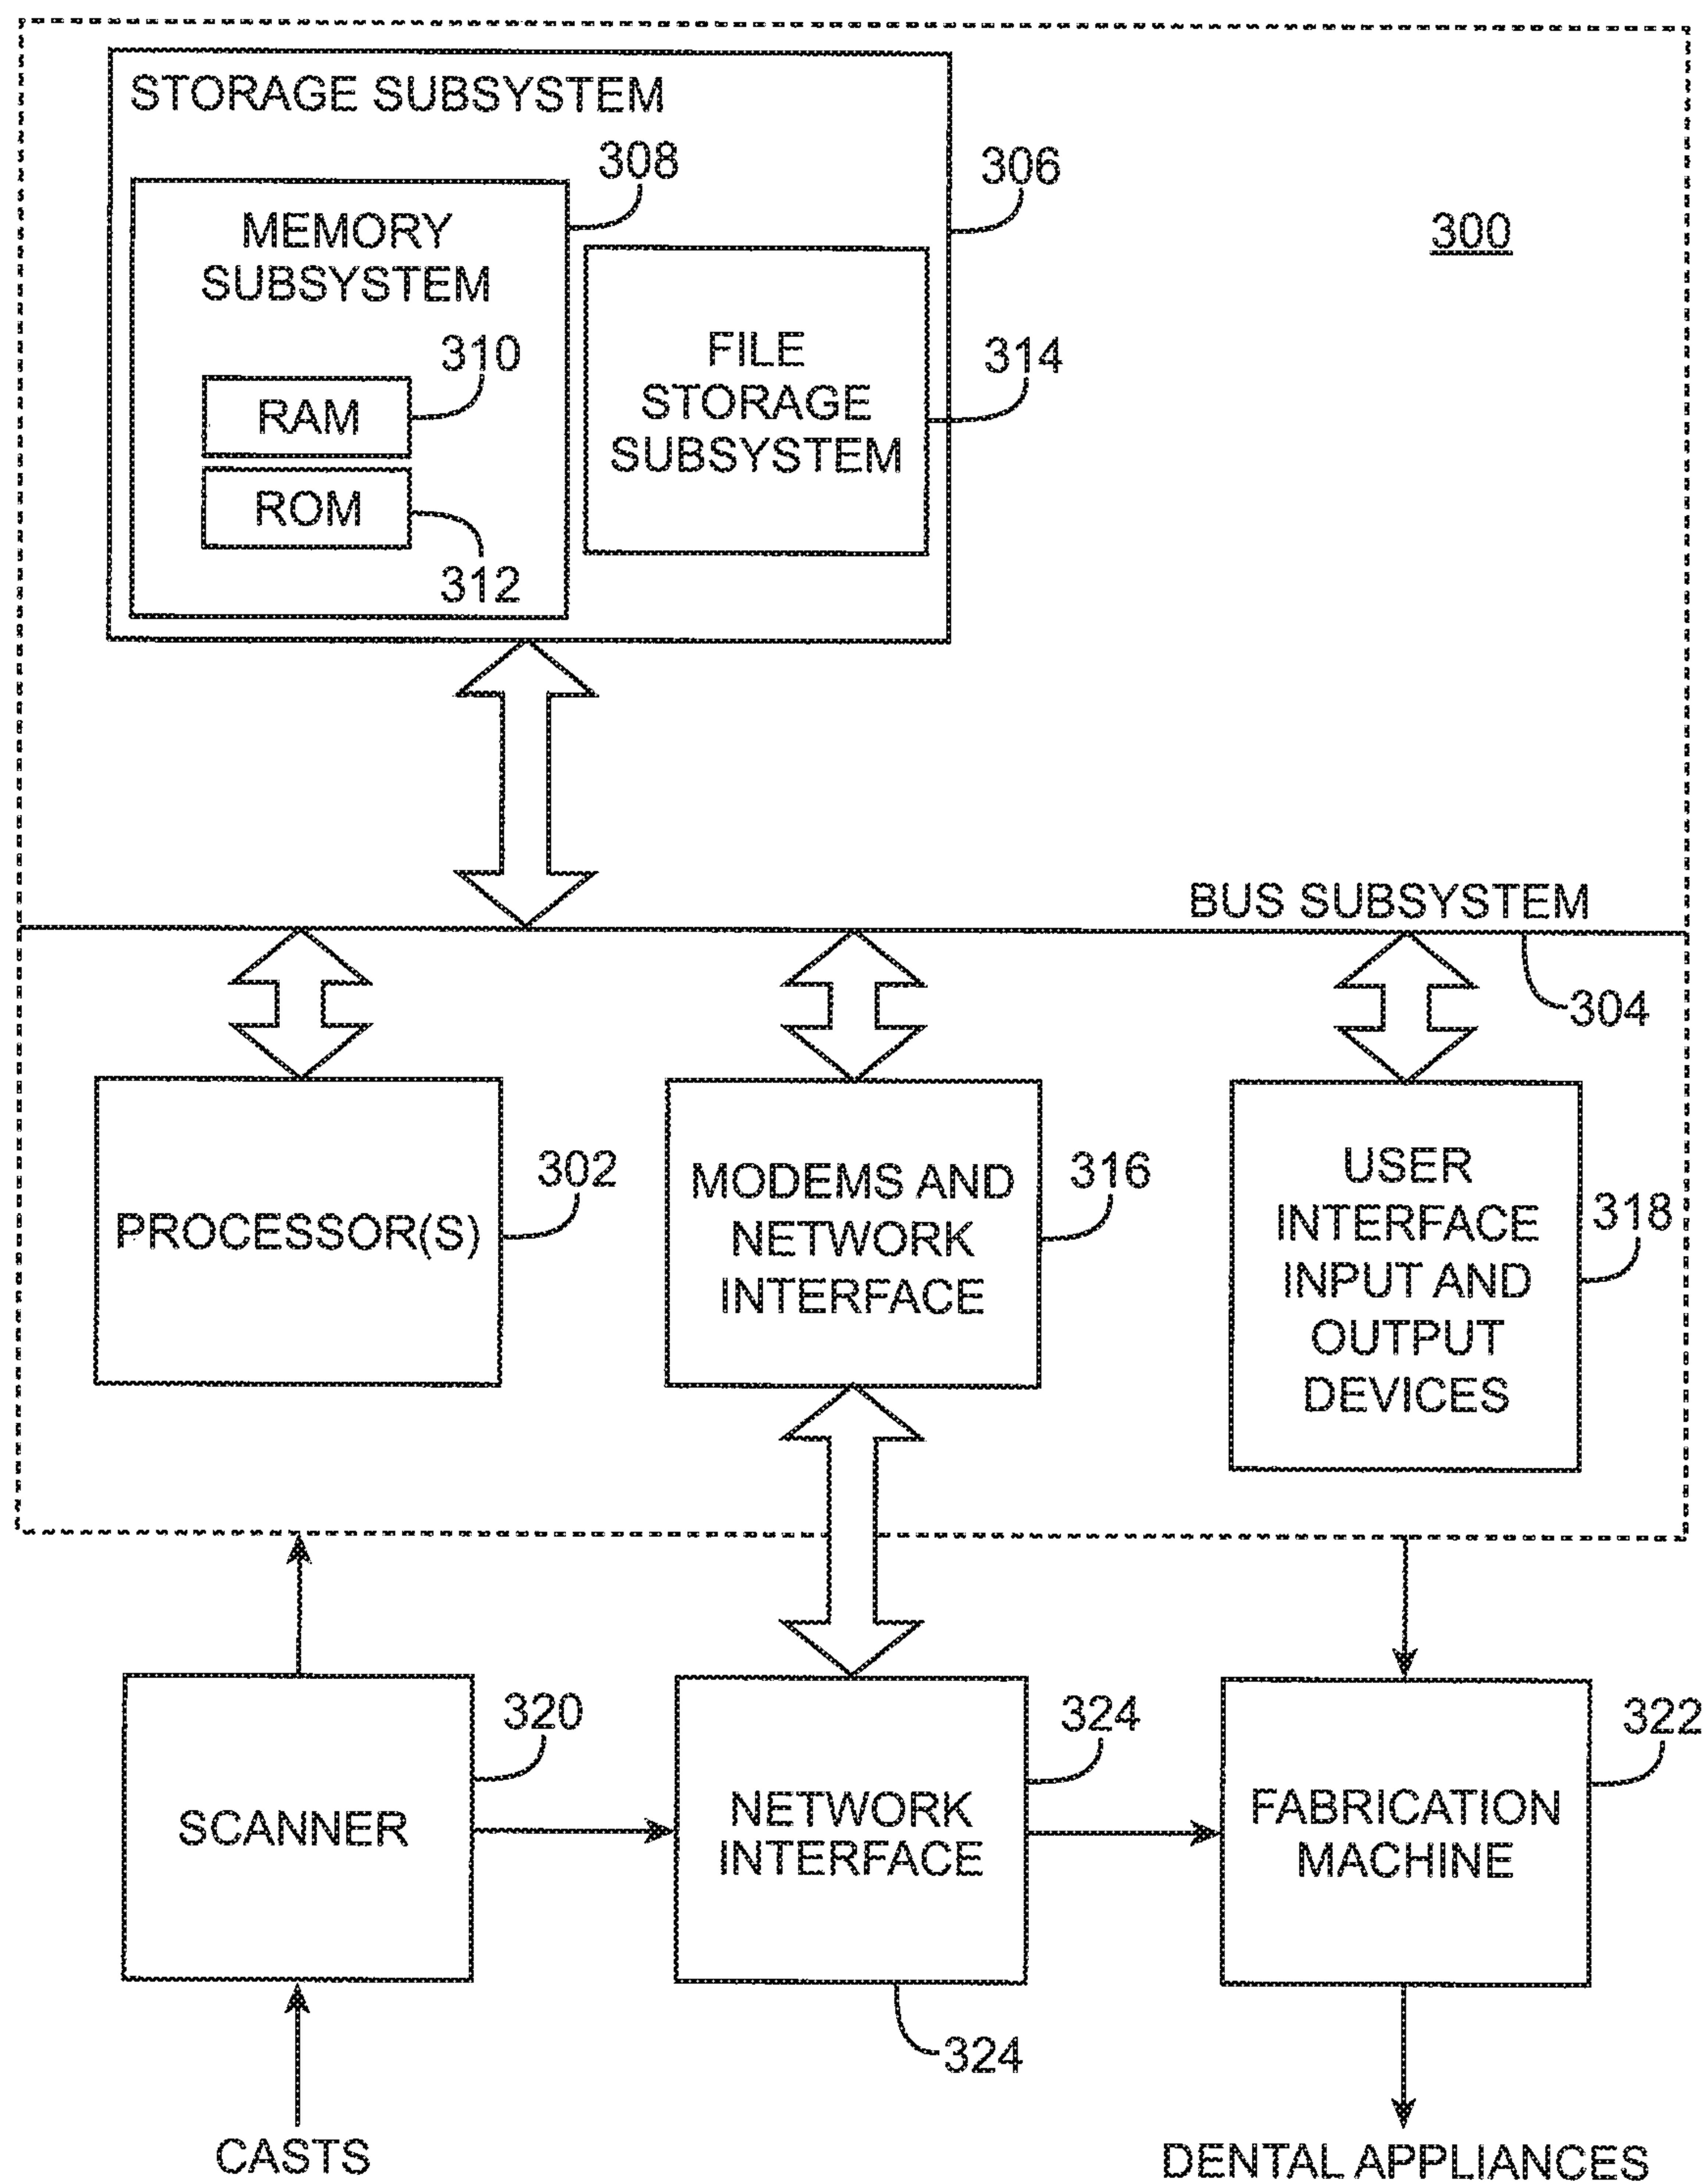 STORAGE SUBSYSTEM
308
306
300
MEMORY
SUBSYSTEM
310
RAM
ROM
312
FILE
STORAGE
SUBSYSTEM
314
BUS SUBSYSTEM
304
PROCESSOR(S)
302
MODEMS AND
NETWORK
INTERFACE
316
USER
INTERFACE
INPUT AND
OUTPUT
DEVICES
318
SCANNER
320
NETWORK
INTERFACE
324
324
FABRICATION
MACHINE
322
CASTS
DENTAL APPLIANCES